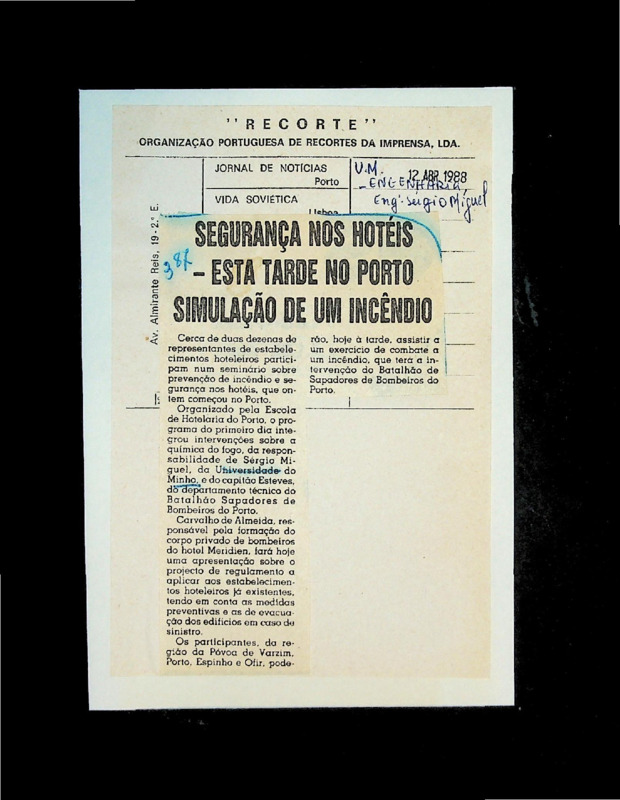 "RECORTE"
ORGANIZAÇÃO PORTUGUESA DE RECORTES DA IMPRENSA, LDA.
JORNAL DE NOTÍCIAS
Porto
VIDA SOVIETICA
Lisboa
U.M.
12 ABR. 1988
- ENGENHARIA,
Engº. Sérgio Miguel
Av. Almirante Reis, 19-2.º E.
387
SEGURANÇA NOS HOTÉIS
– ESTA TARDE NO PORTO
SIMULAÇÃO DE UM INCÊNDIO
Cerca de duas dezenas de
representantes de estabele-
cimentos hoteleiros partici-
pam num seminário sobre
prevenção de incêndio e se-
gurança nos hotéis, que on-
tem começou no Porto.
Organizado pela Escola
de Hotelaria do Porto, o pro-
grama do primeiro dia inte-
grou intervenções sobre a
química do fogo, da respon-
sabilidade de Sérgio Mi-
guel, da Universidade do
Minho, e do capitão Esteves,
do departamento técnico do
Batalhão Sapadores de
Bombeiros do Porto.
Carvalho de Almeida, res-
ponsável pela formação do
corpo privado de bombeiros
do hotel Meridien, fará hoje
uma apresentação sobre o
projecto de regulamento a
aplicar aos estabelecimen-
tos hoteleiros já existentes,
tendo em conta as medidas
preventivas e as de evacua-
ção dos edifícios em caso de
sinistro.
Os participantes, da re-
gião da Póvoa de Varzim,
Porto, Espinho e Ofir, pode-
rão, hoje à tarde, assistir a
um exercício de combate a
um incêndio, que terá a in-
tervenção do Batalhão de
Sapadores de Bombeiros do
Porto.